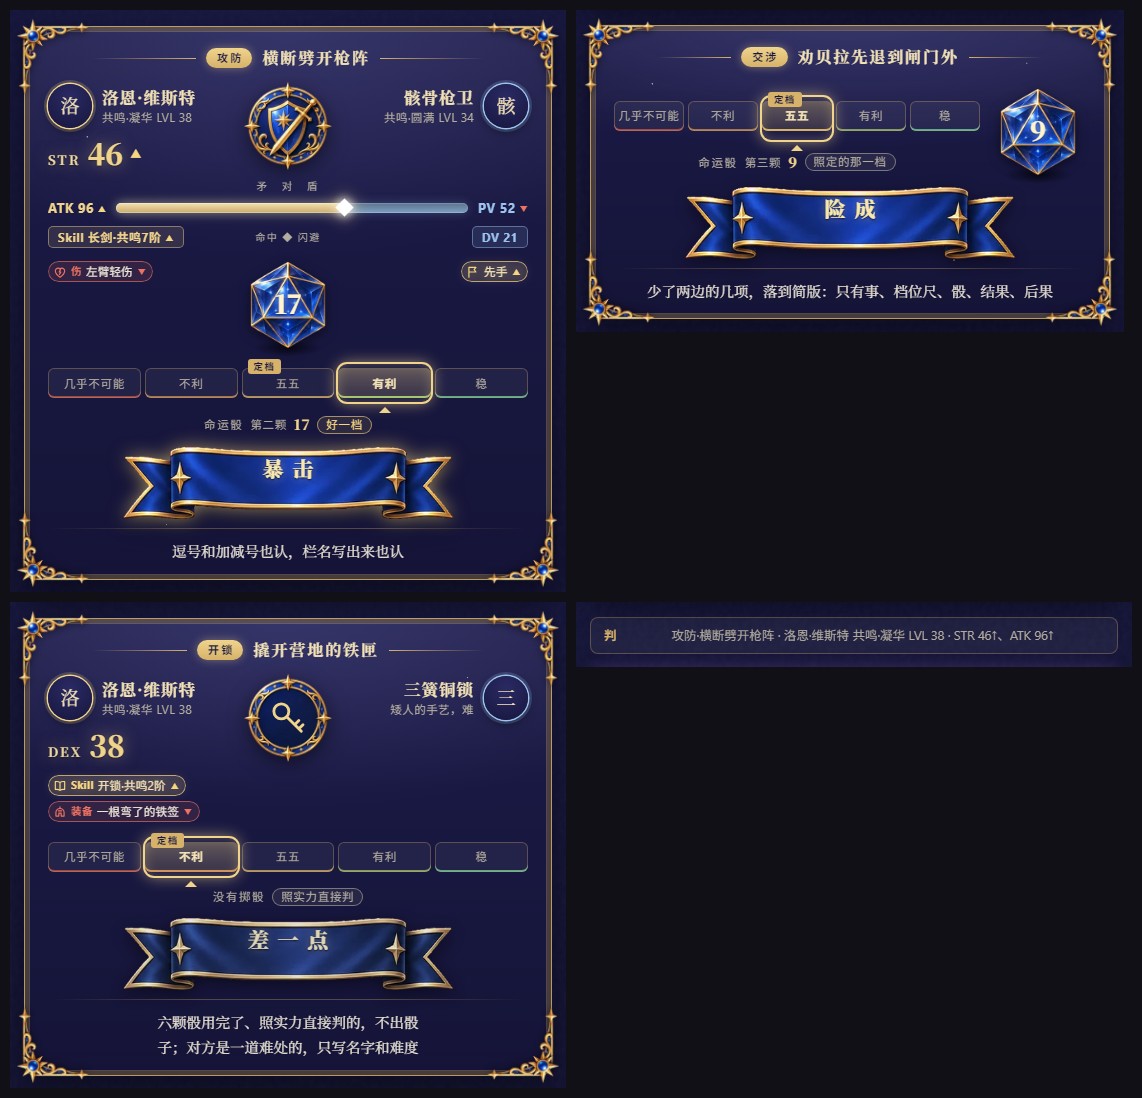 攻防 横断劈开枪阵
洛 洛恩·维斯特
共鸣·凝华 LVL 38
骸骨枪卫 骸
共鸣·圆满 LVL 34
STR 46
矛 对 盾
ATK 96 PV 52
Skill 长剑·共鸣7阶 命中 ◆ 闪避 DV 21
伤 左臂轻伤 先手
17
定档
几乎不可能 不利 五五 有利 稳
命运骰 第二颗 17 好一档
暴击
逗号和加减号也认，栏名写出来也认
交涉 劝贝拉先退到闸门外
定档
几乎不可能 不利 五五 有利 稳
9
命运骰 第三颗 9 照定的那一档
险成
少了两边的几项，落到简版：只有事、档位尺、骰、结果、后果
开锁 撬开营地的铁匣
洛 洛恩·维斯特
共鸣·凝华 LVL 38
三簧铜锁 三
矮人的手艺，难
DEX 38
Skill 开锁·共鸣2阶
装备 一根弯了的铁签
定档
几乎不可能 不利 五五 有利 稳
没有掷骰 照实力直接判
差一点
六颗骰用完了、照实力直接判的，不出骰
子；对方是一道难处的，只写名字和难度
判 攻防·横断劈开枪阵 · 洛恩·维斯特 共鸣·凝华 LVL 38 · STR 46↑、ATK 96↑